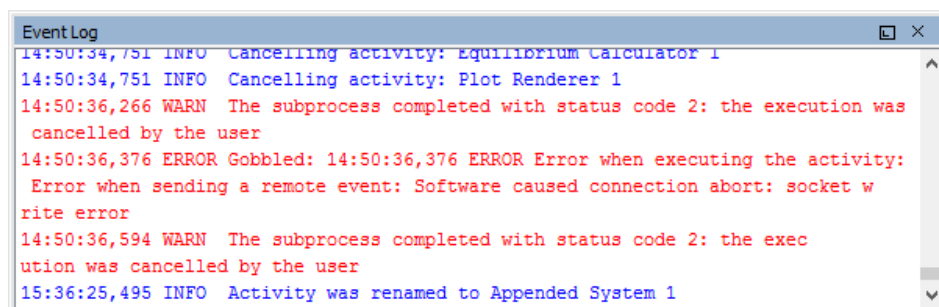 Event Log
14:50:34,751 INFO  Cancelling activity: Equilibrium Calculator 1
14:50:34,751 INFO  Cancelling activity: Plot Renderer 1
14:50:36,266 WARN  The subprocess completed with status code 2: the execution was
 cancelled by the user
14:50:36,376 ERROR Gobbled: 14:50:36,376 ERROR Error when executing the activity:
 Error when sending a remote event: Software caused connection abort: socket w
rite error
14:50:36,594 WARN  The subprocess completed with status code 2: the exec
ution was cancelled by the user
15:36:25,495 INFO  Activity was renamed to Appended System 1